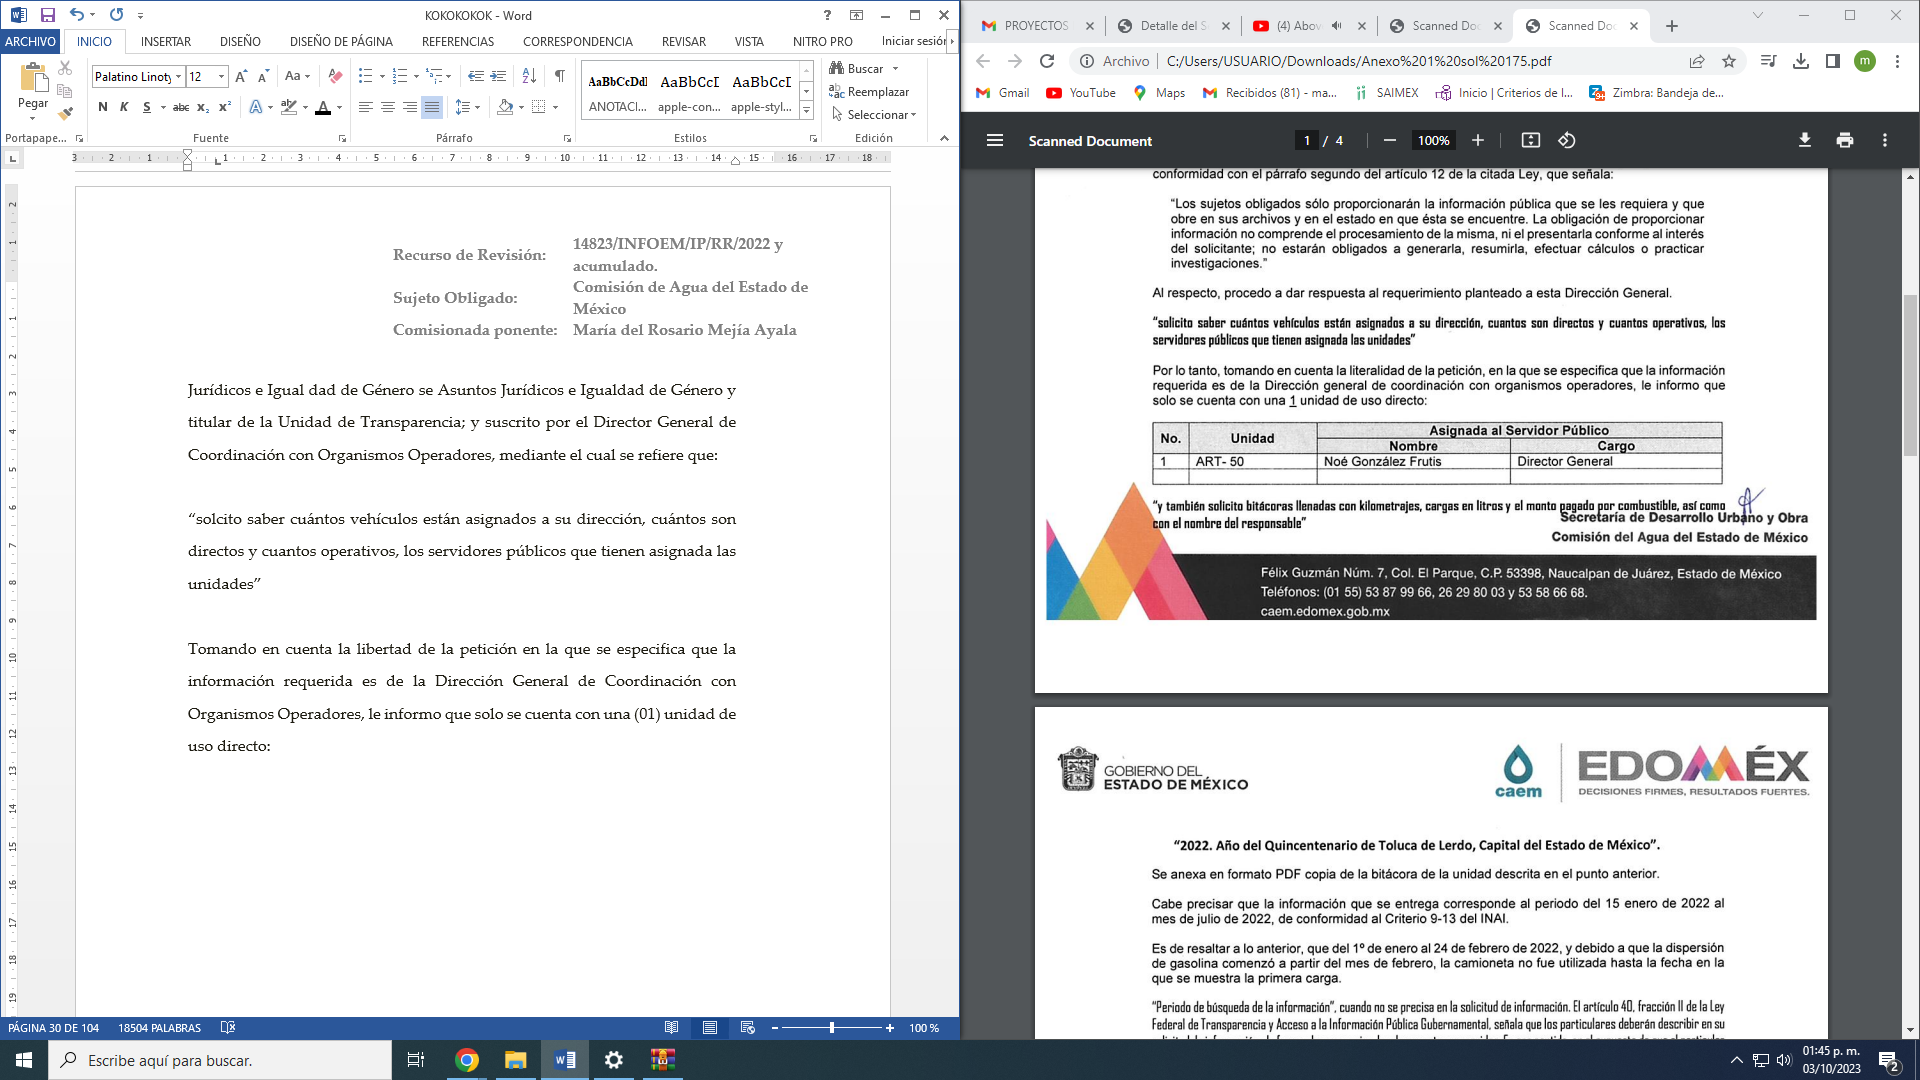 KOKOKOKOK - Word
ARCHIVO INICIO INSERTAR DISEÑO DISEÑO DE PÁGINA REFERENCIAS CORRESPONDENCIA REVISAR VISTA NITRO PRO Iniciar sesión
Palatino Linoty 12
Pegar
Portapape... Fuente Párrafo Estilos Edición
AaBbCcDdI AaBbCcI AaBbCcI
ANOTACI... apple-con... apple-styl...
Buscar
Reemplazar
Seleccionar
Recurso de Revisión: 14823/INFOEM/IP/RR/2022 y
acumulado.
Sujeto Obligado: Comisión de Agua del Estado de
México
Comisionada ponente: María del Rosario Mejía Ayala
Jurídicos e Igual dad de Género se Asuntos Jurídicos e Igualdad de Género y
titular de la Unidad de Transparencia; y suscrito por el Director General de
Coordinación con Organismos Operadores, mediante el cual se refiere que:
“solcito saber cuántos vehículos están asignados a su dirección, cuántos son
directos y cuantos operativos, los servidores públicos que tienen asignada las
unidades”
Tomando en cuenta la libertad de la petición en la que se especifica que la
información requerida es de la Dirección General de Coordinación con
Organismos Operadores, le informo que solo se cuenta con una (01) unidad de
uso directo:
PÁGINA 30 DE 104 18504 PALABRAS 100 %
PROYECTOS Detalle del S (4) Abov Scanned Doc Scanned Doc
Archivo C:/Users/USUARIO/Downloads/Anexo%201%20sol%20175.pdf
Gmail YouTube Maps Recibidos (81) - ma... SAIMEX Inicio | Criterios de I... Zimbra: Bandeja de...
Scanned Document 1 / 4 100%
conformidad con el párrafo segundo del artículo 12 de la citada Ley, que señala:
“Los sujetos obligados sólo proporcionarán la información pública que se les requiera y que
obre en sus archivos y en el estado en que ésta se encuentre. La obligación de proporcionar
información no comprende el procesamiento de la misma, ni el presentarla conforme al interés
del solicitante; no estarán obligados a generarla, resumirla, efectuar cálculos o practicar
investigaciones.”
Al respecto, procedo a dar respuesta al requerimiento planteado a esta Dirección General.
“solicito saber cuántos vehículos están asignados a su dirección, cuantos son directos y cuantos operativos, los
servidores públicos que tienen asignada las unidades”
Por lo tanto, tomando en cuenta la literalidad de la petición, en la que se especifica que la información
requerida es de la Dirección general de coordinación con organismos operadores, le informo que
solo se cuenta con una 1 unidad de uso directo:
No. Unidad Asignada al Servidor Público
Nombre Cargo
1 ART- 50 Noé González Frutis Director General
“y también solicito bitácoras llenadas con kilometrajes, cargas en litros y el monto pagado por combustible, así como
con el nombre del responsable”
Secretaría de Desarrollo Urbano y Obra
Comisión del Agua del Estado de México
Félix Guzmán Núm. 7, Col. El Parque, C.P. 53398, Naucalpan de Juárez, Estado de México
Teléfonos: (01 55) 53 87 99 66, 26 29 80 03 y 53 58 66 68.
caem.edomex.gob.mx
GOBIERNO DEL
ESTADO DE MÉXICO
caem
EDOMÉX
DECISIONES FIRMES, RESULTADOS FUERTES.
“2022. Año del Quincentenario de Toluca de Lerdo, Capital del Estado de México”.
Se anexa en formato PDF copia de la bitácora de la unidad descrita en el punto anterior.
Cabe precisar que la información que se entrega corresponde al periodo del 15 enero de 2022 al
mes de julio de 2022, de conformidad al Criterio 9-13 del INAI.
Es de resaltar a lo anterior, que del 1º de enero al 24 de febrero de 2022, y debido a que la dispersión
de gasolina comenzó a partir del mes de febrero, la camioneta no fue utilizada hasta la fecha en la
que se muestra la primera carga.
“Periodo de búsqueda de la información”, cuando no se precisa en la solicitud de información. El artículo 40, fracción II de la Ley
Federal de Transparencia y Acceso a la Información Pública Gubernamental, señala que los particulares deberán describir en su
Escribe aquí para buscar.
01:45 p. m.
03/10/2023
2